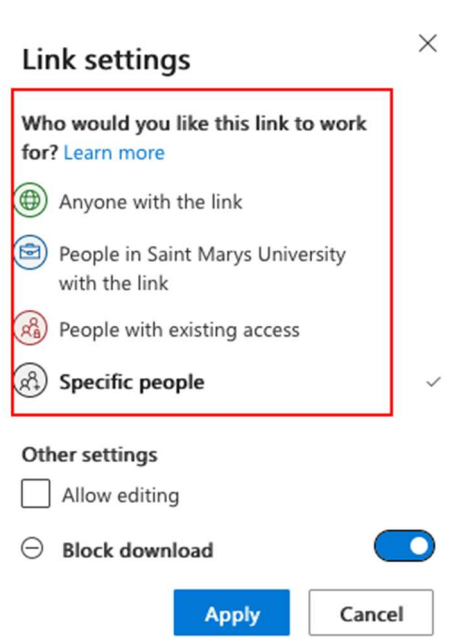 Link settings
Who would you like this link to work
for? Learn more
Anyone with the link
People in Saint Marys University
with the link
People with existing access
Specific people
Other settings
Allow editing
Block download
Apply Cancel